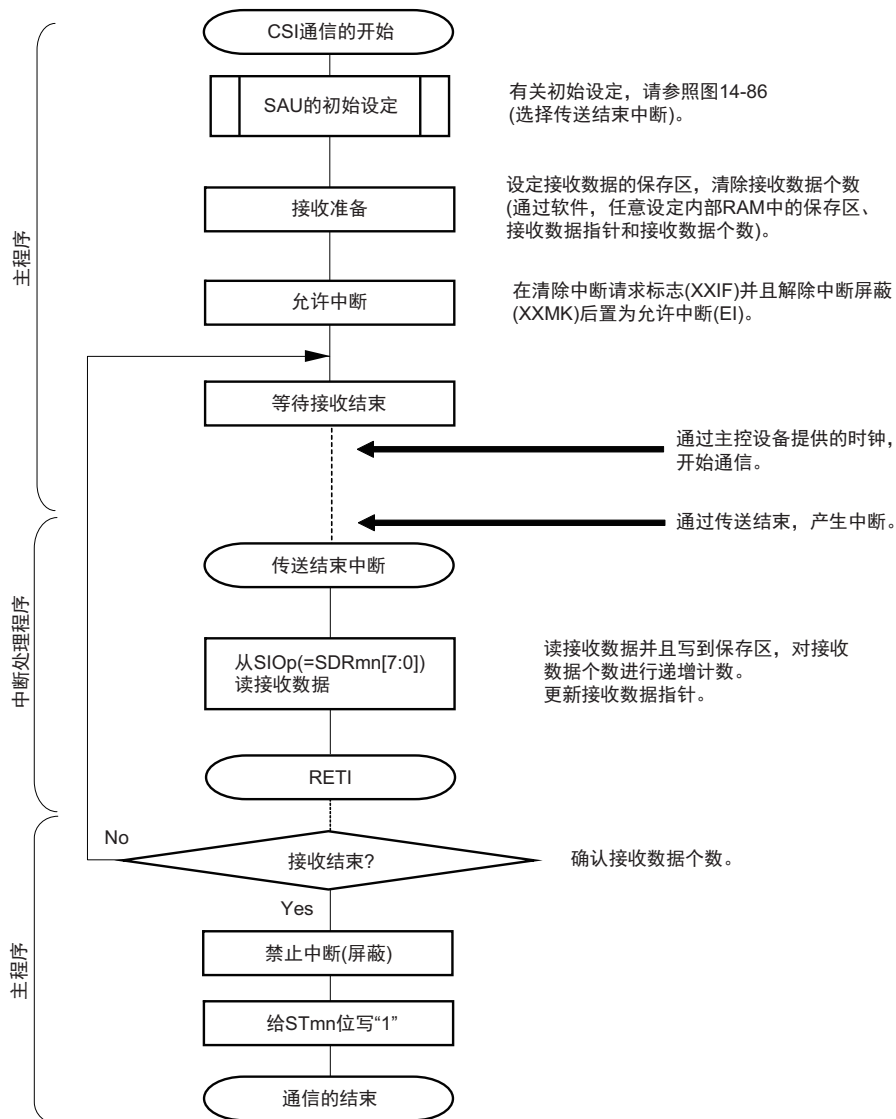 CSI通信的开始
SAU的初始设定
有关初始设定，请参照图14-86
(选择传送结束中断)。
接收准备
设定接收数据的保存区，清除接收数据个数
(通过软件，任意设定内部RAM中的保存区、
接收数据指针和接收数据个数)。
主程序
允许中断
在清除中断请求标志(XXIF)并且解除中断屏蔽
(XXMK)后置为允许中断(EI)。
等待接收结束
通过主控设备提供的时钟，
开始通信。
通过传送结束，产生中断。
传送结束中断
中断处理程序
从SIOp(=SDRmn[7:0])
读接收数据
读接收数据并且写到保存区，对接收
数据个数进行递增计数。
更新接收数据指针。
RETI
No
接收结束?
确认接收数据个数。
Yes
主程序
禁止中断(屏蔽)
给STmn位写“1”
通信的结束